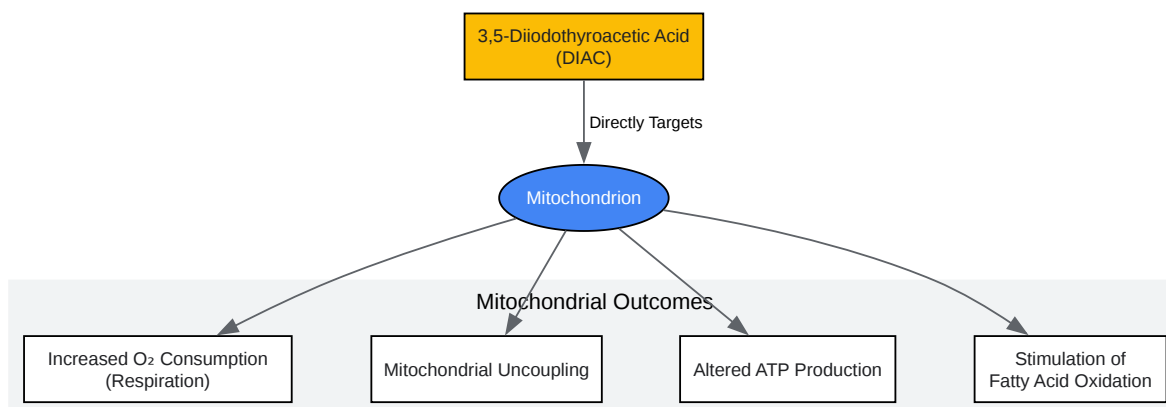 3,5-Diiodothyroacetic Acid
(DIAC)
Directly Targets
Mitochondrion
Mitochondrial Outcomes
Increased O₂ Consumption
(Respiration)
Mitochondrial Uncoupling
Altered ATP Production
Stimulation of
Fatty Acid Oxidation